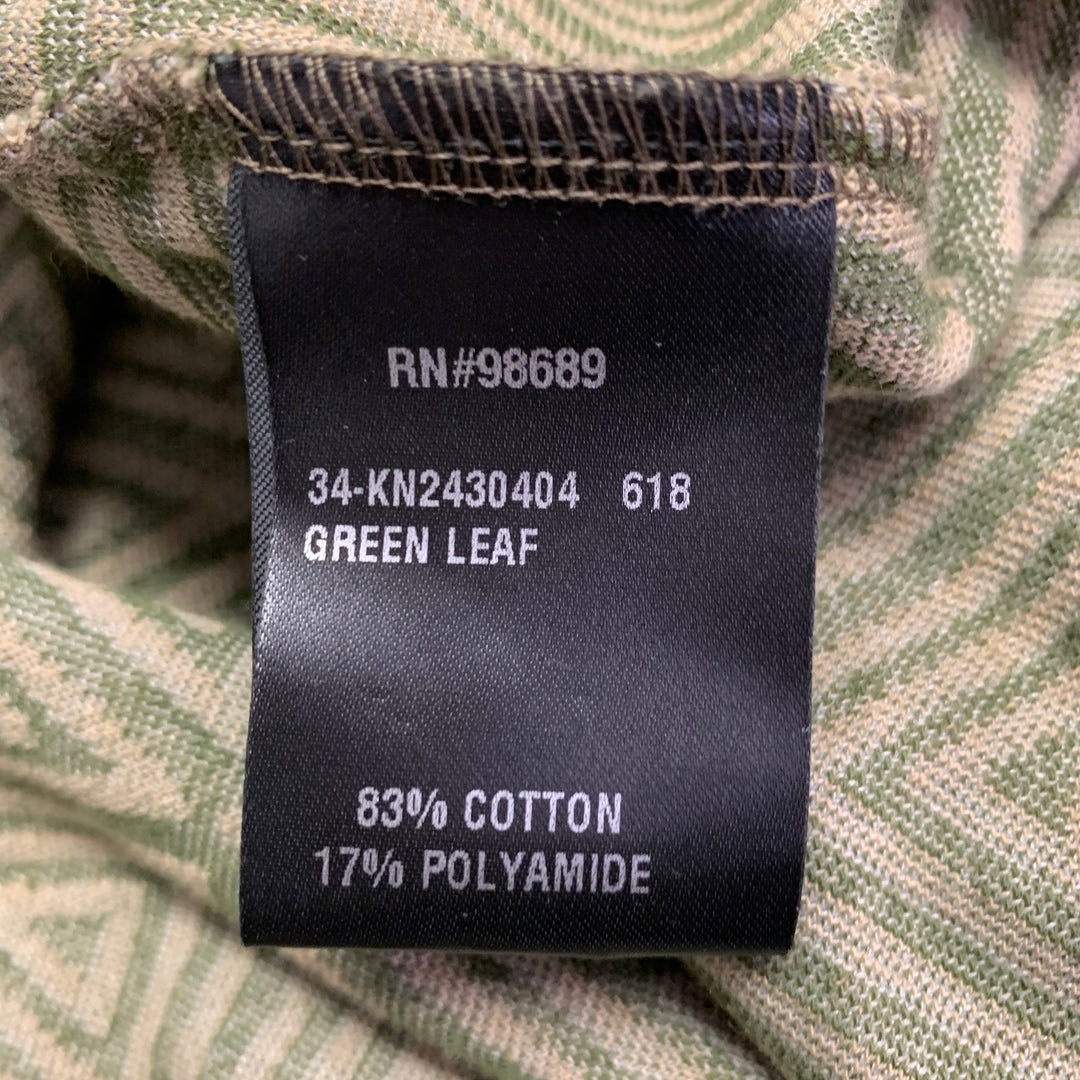 RN#98689
34-KN2430404 618
GREEN LEAF
83% COTTON
17% POLYAMIDE